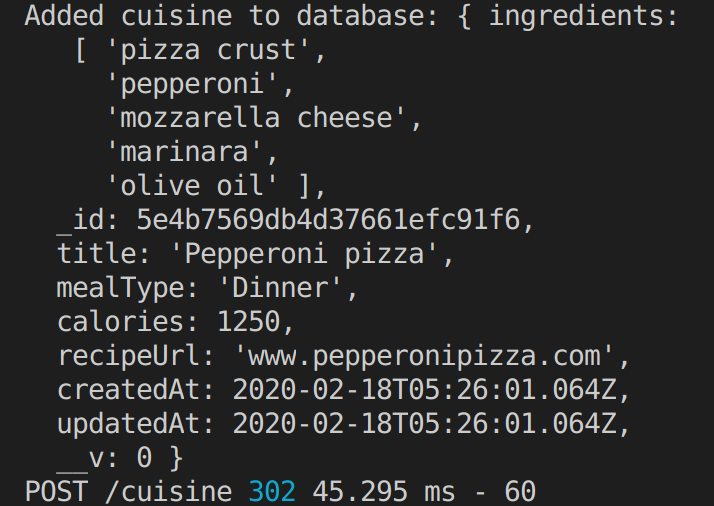 Added cuisine to database: { ingredients:
[ 'pizza crust',
'pepperoni',
'mozzarella cheese',
'marinara',
'olive oil' ],
_id: 5e4b7569db4d37661efc91f6,
title: 'Pepperoni pizza',
mealType: 'Dinner',
calories: 1250,
recipeUrl: 'www.pepperonipizza.com',
createdAt: 2020-02-18T05:26:01.064Z,
updatedAt: 2020-02-18T05:26:01.064Z,
__v: 0 }
POST /cuisine 302 45.295 ms - 60